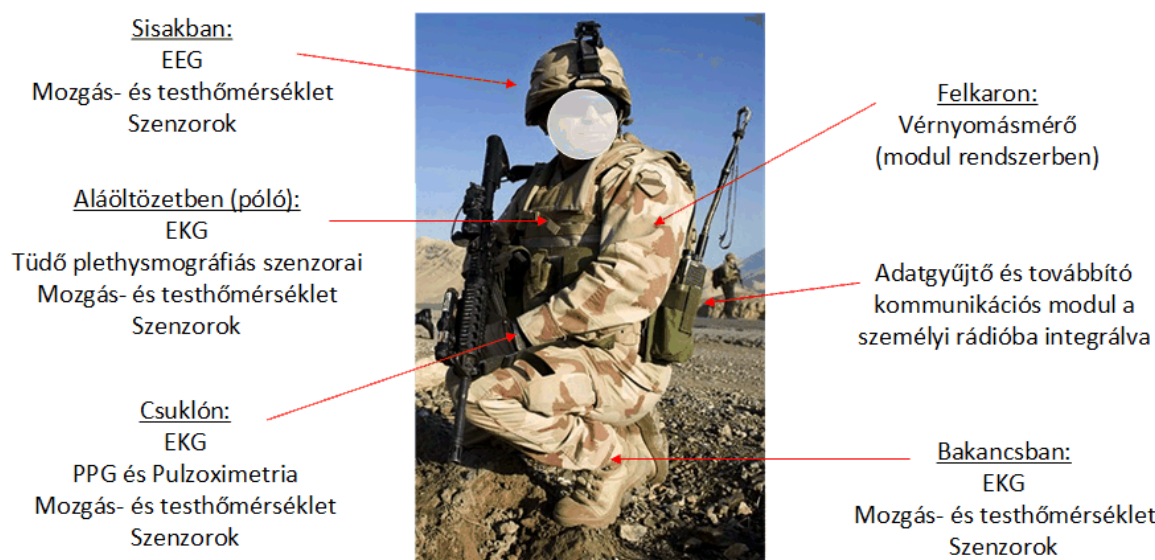 Sisakban:
EEG
Mozgás- és testhőmérséklet
Szenzorok
Aláöltözetben (póló):
EKG
Tüdő plethysmográfiás szenzorai
Mozgás- és testhőmérséklet
Szenzorok
Csuklón:
EKG
PPG és Pulzoximetria
Mozgás- és testhőmérséklet
Szenzorok
Felkaron:
Vérnyomásmérő
(modul rendszerben)
Adatgyűjtő és továbbító
kommunikációs modul a
személyi rádióba integrálva
Bakancsban:
EKG
Mozgás- és testhőmérséklet
Szenzorok